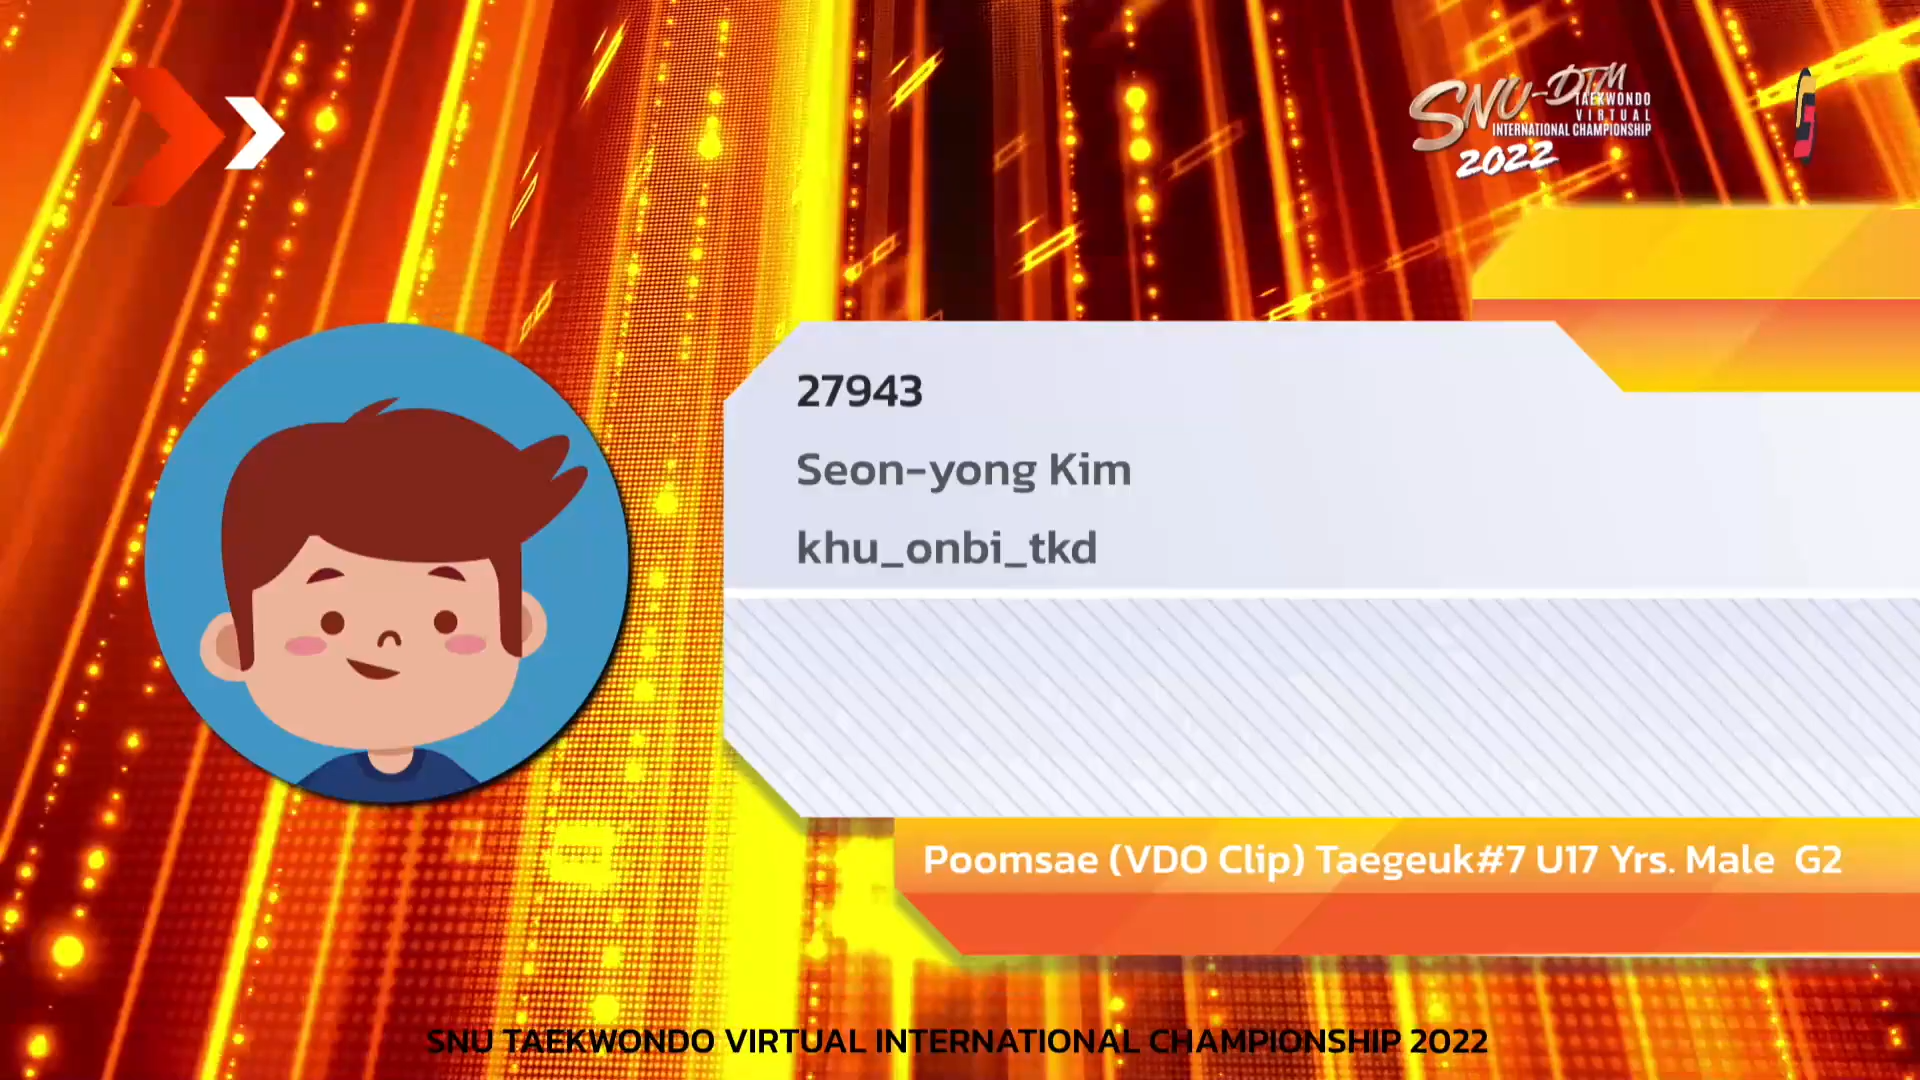 SNU-DTM
TAEKWONDO
VIRTUAL
INTERNATIONAL CHAMPIONSHIP
2022
27943
Seon-yong Kim
khu_onbi_tkd
Poomsae (VDO Clip) Taegeuk#7 U17 Yrs. Male G2
SNU TAEKWONDO VIRTUAL INTERNATIONAL CHAMPIONSHIP 2022